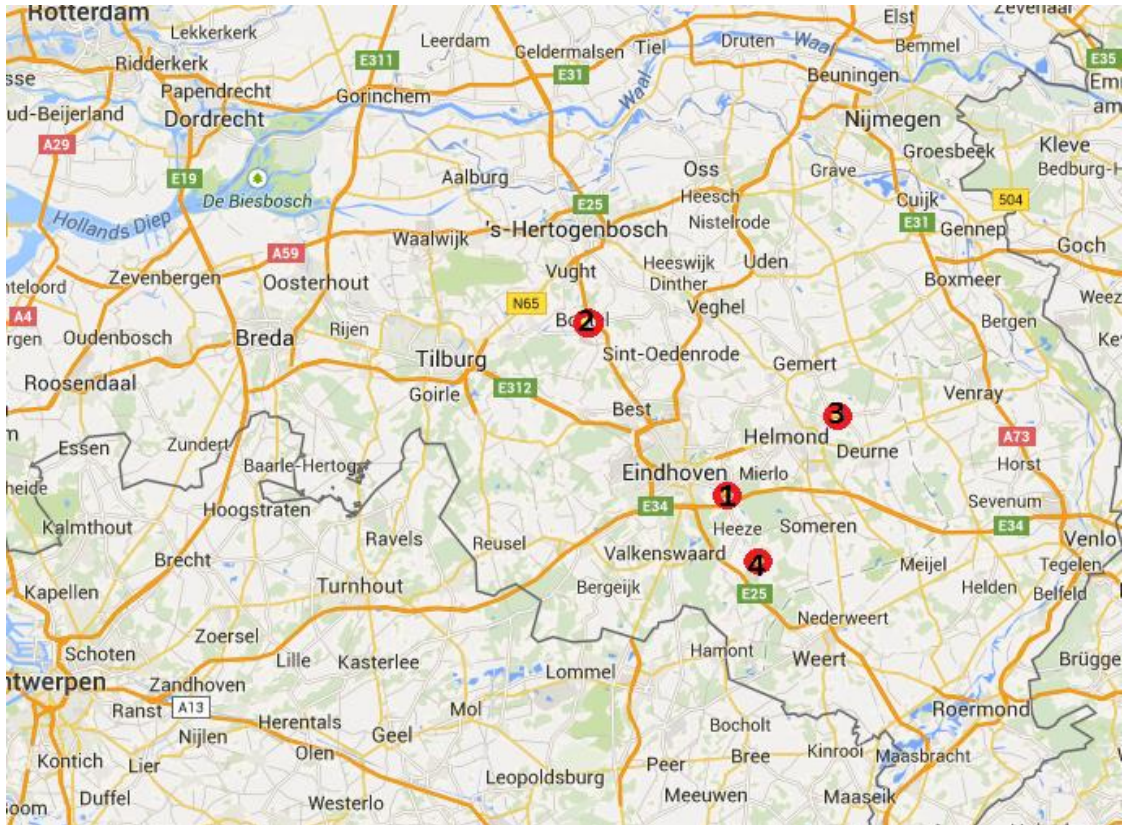 Rotterdam
Zevenaar
Lekkerkerk
Elst
Leerdam
Tiel
Druten
Waal
Bemmel
E311
Geldermalsen
E35
Ridderkerk
E31
Beuningen
Papendrecht
Gorinchem
Waal
ud-Beijerland
Dordrecht
Nijmegen
A29
Groesbeek
Kleve
E19
Aalburg
Oss
Grave
Bedburg-H
De Biesbosch
Heesch
Cuijk
504
E25
Nistelrode
E31
Hollands Diep
Waalwijk
's-Hertogenbosch
Gennep
A59
Goch
Heeswijk
Dinther
Uden
Zevenbergen
Oosterhout
Vught
Boxmeer
nteloord
N65
Veghel
Weez
A4
2
Bergen
Oudenbosch
Breda
Rijen
Sint-Oedenrode
Tilburg
Gemert
Roosendaal
E312
Goirle
Venray
Best
3
Essen
Zundert
Helmond
A73
Deurne
Baarle-Hertog
Eindhoven
Mierlo
Horst
Hoogstraten
1
Sevenum
E34
Kalmthout
Heeze
Someren
E34
Ravels
Reusel
Venlo
Brecht
Valkenswaard
4
Meijel
Tegelen
Kapellen
Turnhout
Bergeijk
E25
Helden
Belfeld
Nederweert
Zoersel
Schoten
Lille
Kasterlee
Hamont
Weert
Lommel
Brügge
ntwerpen
Zandhoven
Ranst
A13
Mol
Roermond
Herentals
Bocholt
Nijlen
Geel
Kontich
Lier
Olen
Bree
Kinrooi
Maasbracht
Peer
Leopoldsburg
Duffel
Westerlo
Meeuwen
Maaseik
Boom